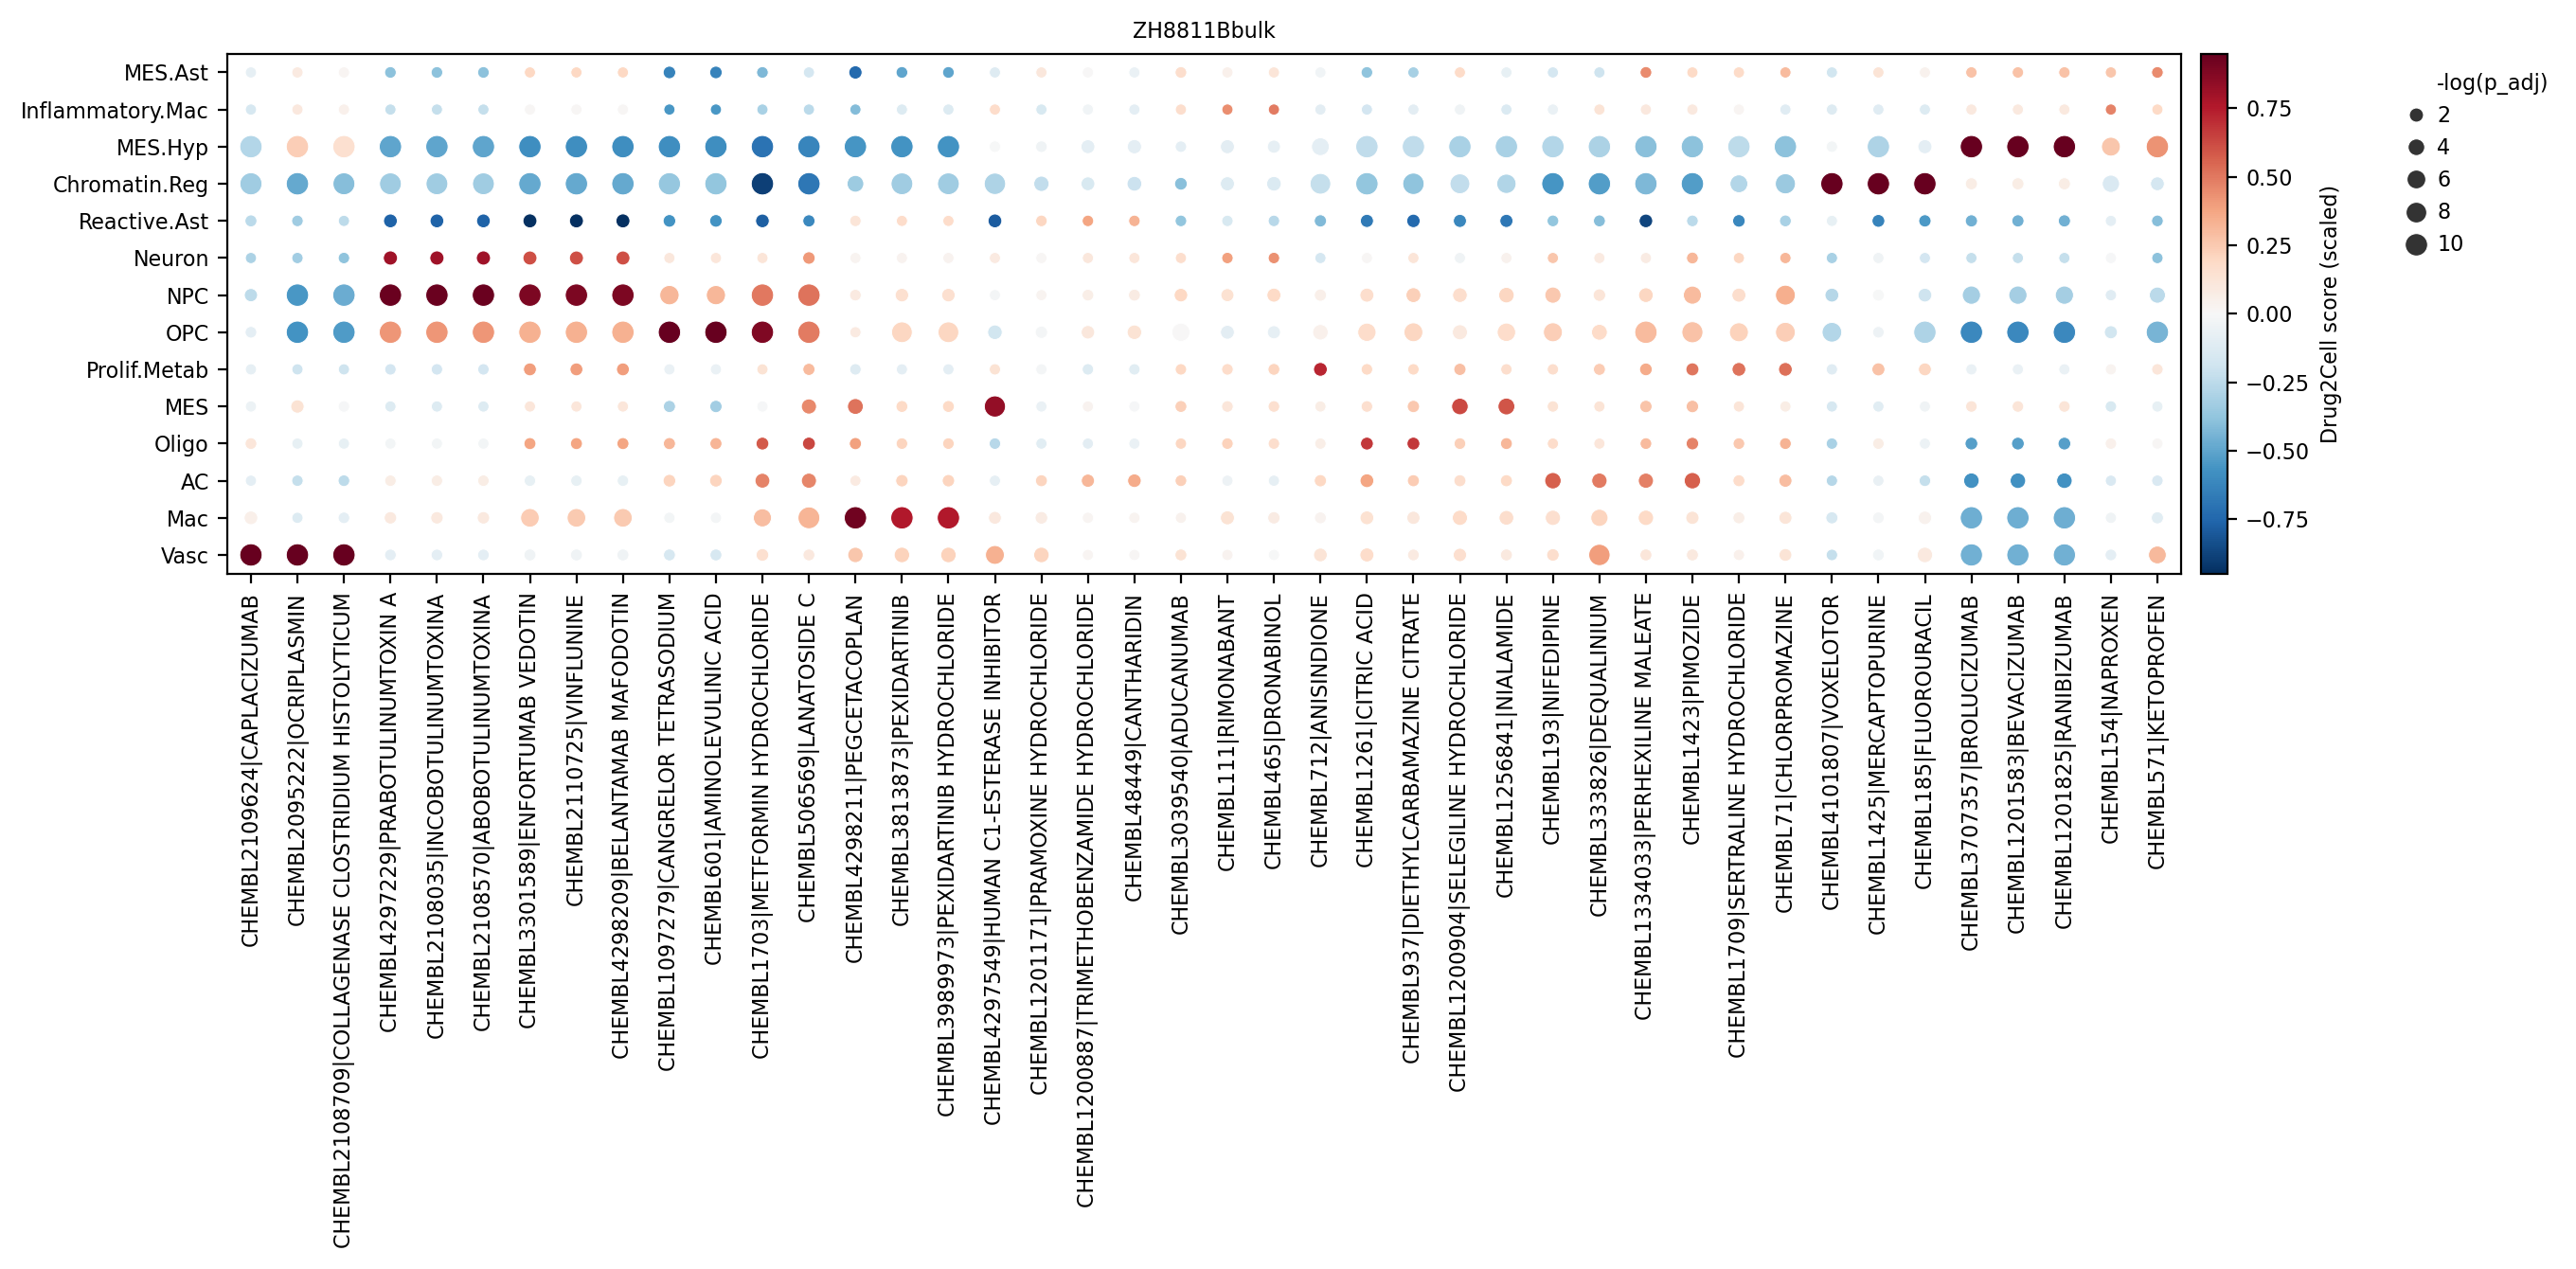 ZH8811Bbulk
MES.Ast
Inflammatory.Mac
MES.Hyp
Chromatin.Reg
Reactive.Ast
Neuron
NPC
OPC
Prolif.Metab
MES
Oligo
AC
Mac
Vasc
CHEMBL2109624|CAPLACIZUMAB
CHEMBL2095222|OCRIPLASMIN
CHEMBL2108709|COLLAGENASE CLOSTRIDIUM HISTOLYTICUM
CHEMBL4297229|PRABOTULINUMTOXIN A
CHEMBL2108035|INCOBOTULINUMTOXINA
CHEMBL2108570|ABOBOTULINUMTOXINA
CHEMBL3301589|ENFORTUMAB VEDOTIN
CHEMBL2110725|VINFLUNINE
CHEMBL4298209|BELANTAMAB MAFODOTIN
CHEMBL1097279|CANGRELOR TETRASODIUM
CHEMBL601|AMINOLEVULINIC ACID
CHEMBL1703|METFORMIN HYDROCHLORIDE
CHEMBL506569|LANATOSIDE C
CHEMBL4298211|PEGCETACOPLAN
CHEMBL3813873|PEXIDARTINIB
CHEMBL3989973|PEXIDARTINIB HYDROCHLORIDE
CHEMBL4297549|HUMAN C1-ESTERASE INHIBITOR
CHEMBL1201171|PRAMOXINE HYDROCHLORIDE
CHEMBL1200887|TRIMETHOBENZAMIDE HYDROCHLORIDE
CHEMBL48449|CANTHARIDIN
CHEMBL3039540|ADUCANUMAB
CHEMBL111|RIMONABANT
CHEMBL465|DRONABINOL
CHEMBL712|ANISINDIONE
CHEMBL1261|CITRIC ACID
CHEMBL937|DIETHYLCARBAMAZINE CITRATE
CHEMBL1200904|SELEGILINE HYDROCHLORIDE
CHEMBL1256841|NIALAMIDE
CHEMBL193|NIFEDIPINE
CHEMBL333826|DEQUALINIUM
CHEMBL1334033|PERHEXILINE MALEATE
CHEMBL1423|PIMOZIDE
CHEMBL1709|SERTRALINE HYDROCHLORIDE
CHEMBL71|CHLORPROMAZINE
CHEMBL4101807|VOXELOTOR
CHEMBL1425|MERCAPTOPURINE
CHEMBL185|FLUOROURACIL
CHEMBL3707357|BROLUCIZUMAB
CHEMBL1201583|BEVACIZUMAB
CHEMBL1201825|RANIBIZUMAB
CHEMBL154|NAPROXEN
CHEMBL571|KETOPROFEN
0.75
0.50
0.25
0.00
−0.25
−0.50
−0.75
Drug2Cell score (scaled)
-log(p_adj)
2
4
6
8
10